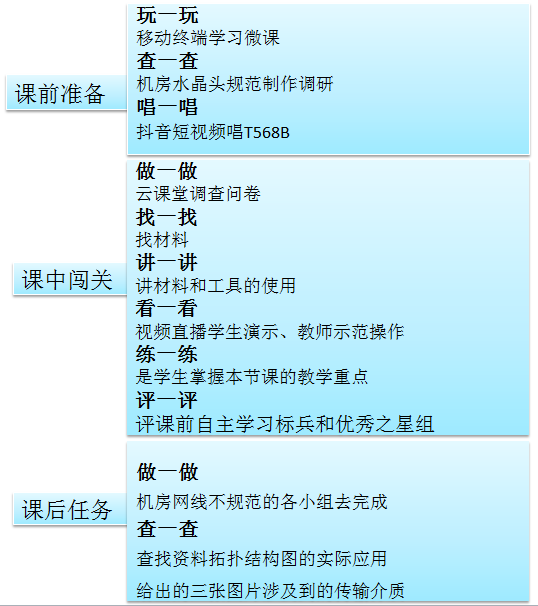 课前准备
玩一玩
移动终端学习微课
查一查
机房水晶头规范制作调研
唱一唱
抖音短视频唱T568B
课中闯关
做一做
云课堂调查问卷
找一找
找材料
讲一讲
讲材料和工具的使用
看一看
视频直播学生演示、教师示范操作
练一练
是学生掌握本节课的教学重点
评一评
评课前自主学习标兵和优秀之星组
课后任务
做一做
机房网线不规范的各小组去完成
查一查
查找资料拓扑结构图的实际应用
给出的三张图片涉及到的传输介质